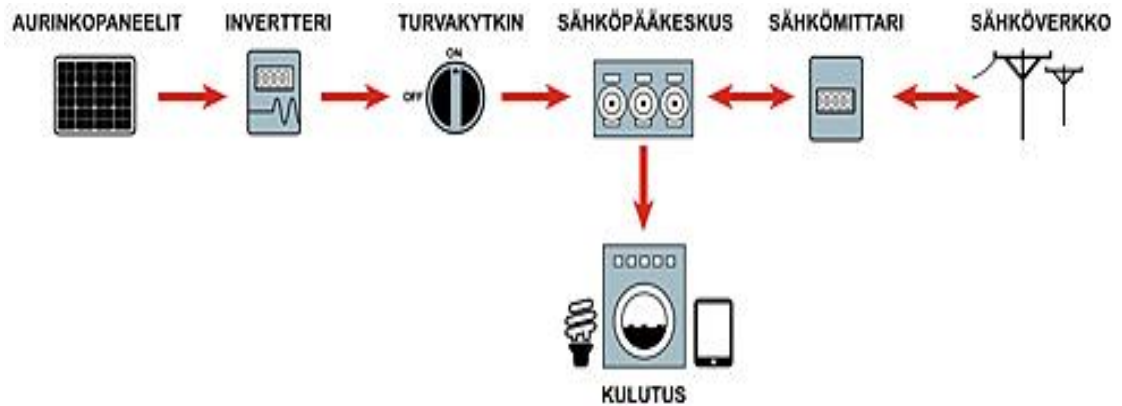 AURINKOPANEELIT
INVERTTERI
TURVAKYTKIN
SÄHKÖPÄÄKESKUS
SÄHKÖMITTARI
SÄHKÖVERKKO
ON
OFF
KULUTUS